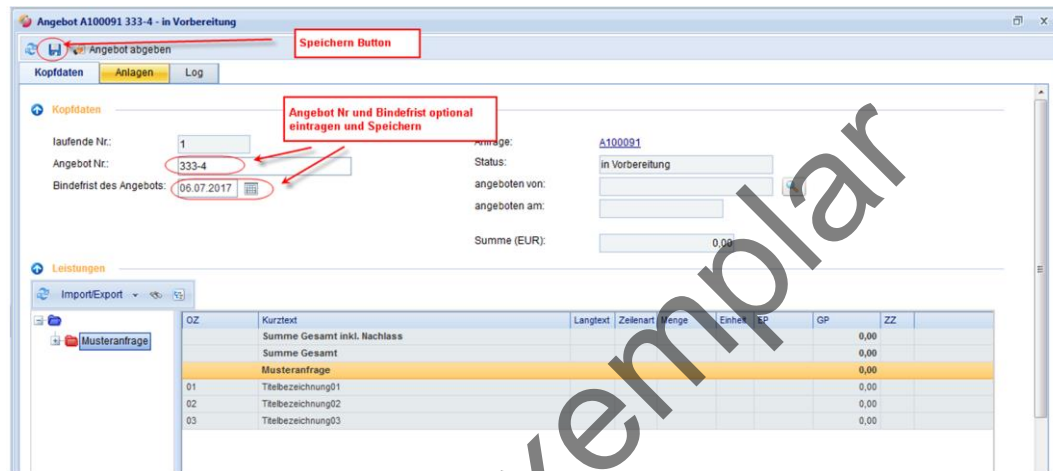 Angebot A100091 333-4 - in Vorbereitung
Angebot abgeben
Speichern Button
Kopfdaten Anlagen Log
Kopfdaten
Angebot Nr und Bindefrist optional
eintragen und Speichern
laufende Nr.: 1
Anfrage: A100091
Angebot Nr.: 333-4
Status: in Vorbereitung
Bindefrist des Angebots: 06.07.2017
angeboten von:
angeboten am:
Summe (EUR): 0,00
Leistungen
Import/Export
Musteranfrage
OZ Kurztext Langtext Zeilenart Menge Einheit EP GP ZZ
Summe Gesamt inkl. Nachlass 0,00
Summe Gesamt 0,00
Musteranfrage 0,00
01 Titelbezeichnung01 0,00
02 Titelbezeichnung02 0,00
03 Titelbezeichnung03 0,00